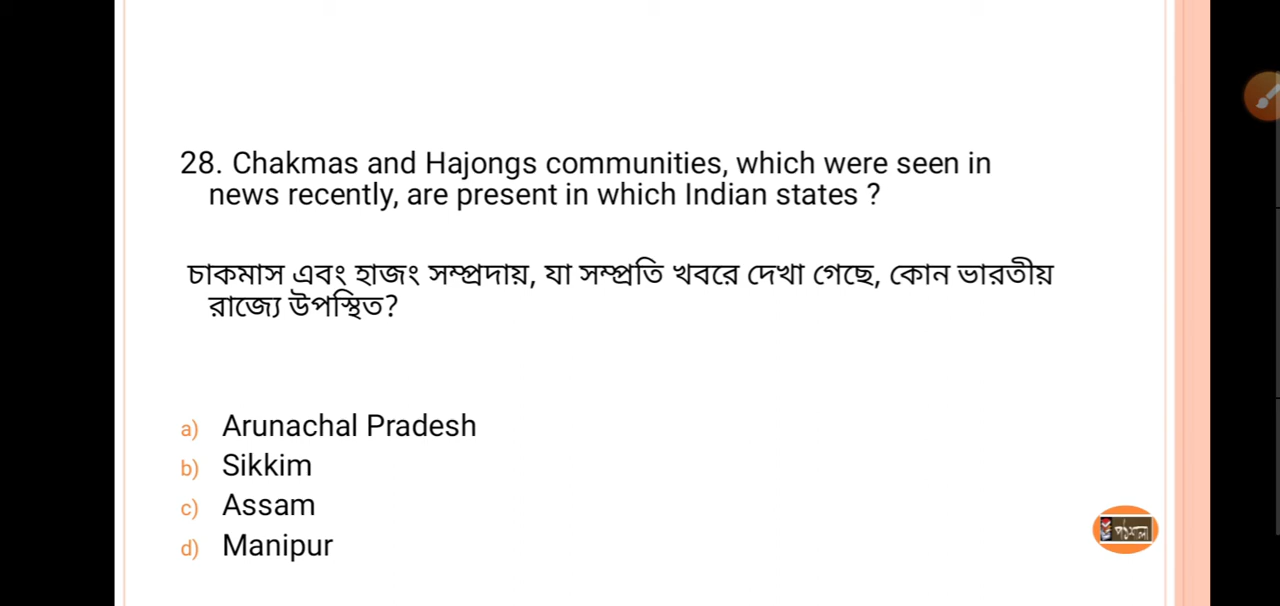 28. Chakmas and Hajongs communities, which were seen in
news recently, are present in which Indian states ?
চাকমাস এবং হাজং সম্প্রদায়, যা সম্প্রতি খবরে দেখা গেছে, কোন ভারতীয়
রাজ্যে উপস্থিত?
a) Arunachal Pradesh
b) Sikkim
c) Assam
d) Manipur
পাঠশালা